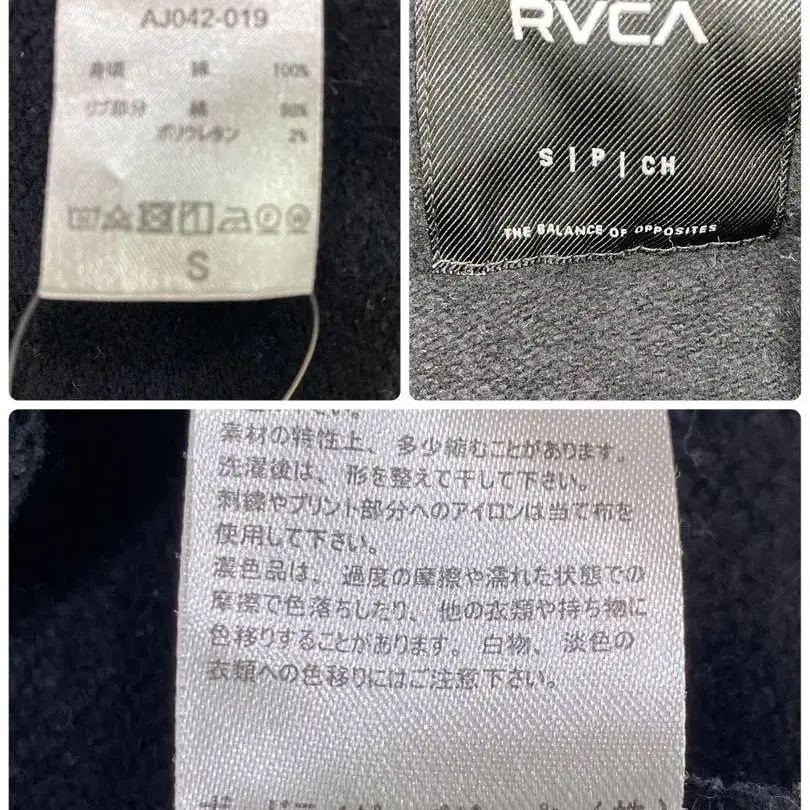 AJ042-019
身頃 綿 100%
リブ部分 綿 98%
ポリウレタン 2%
S
RVCA
S | P | CH
THE BALANCE OF OPPOSITES
素材の特性上、多少縮むことがあります。
洗濯後は、形を整えて干して下さい。
刺繍やプリント部分へのアイロンは当て布を
使用して下さい。
濃色品は、過度の摩擦や濡れた状態での
摩擦で色落ちしたり、他の衣類や持ち物に
色移りすることがあります。白物、淡色の
衣類への色移りにはご注意下さい。